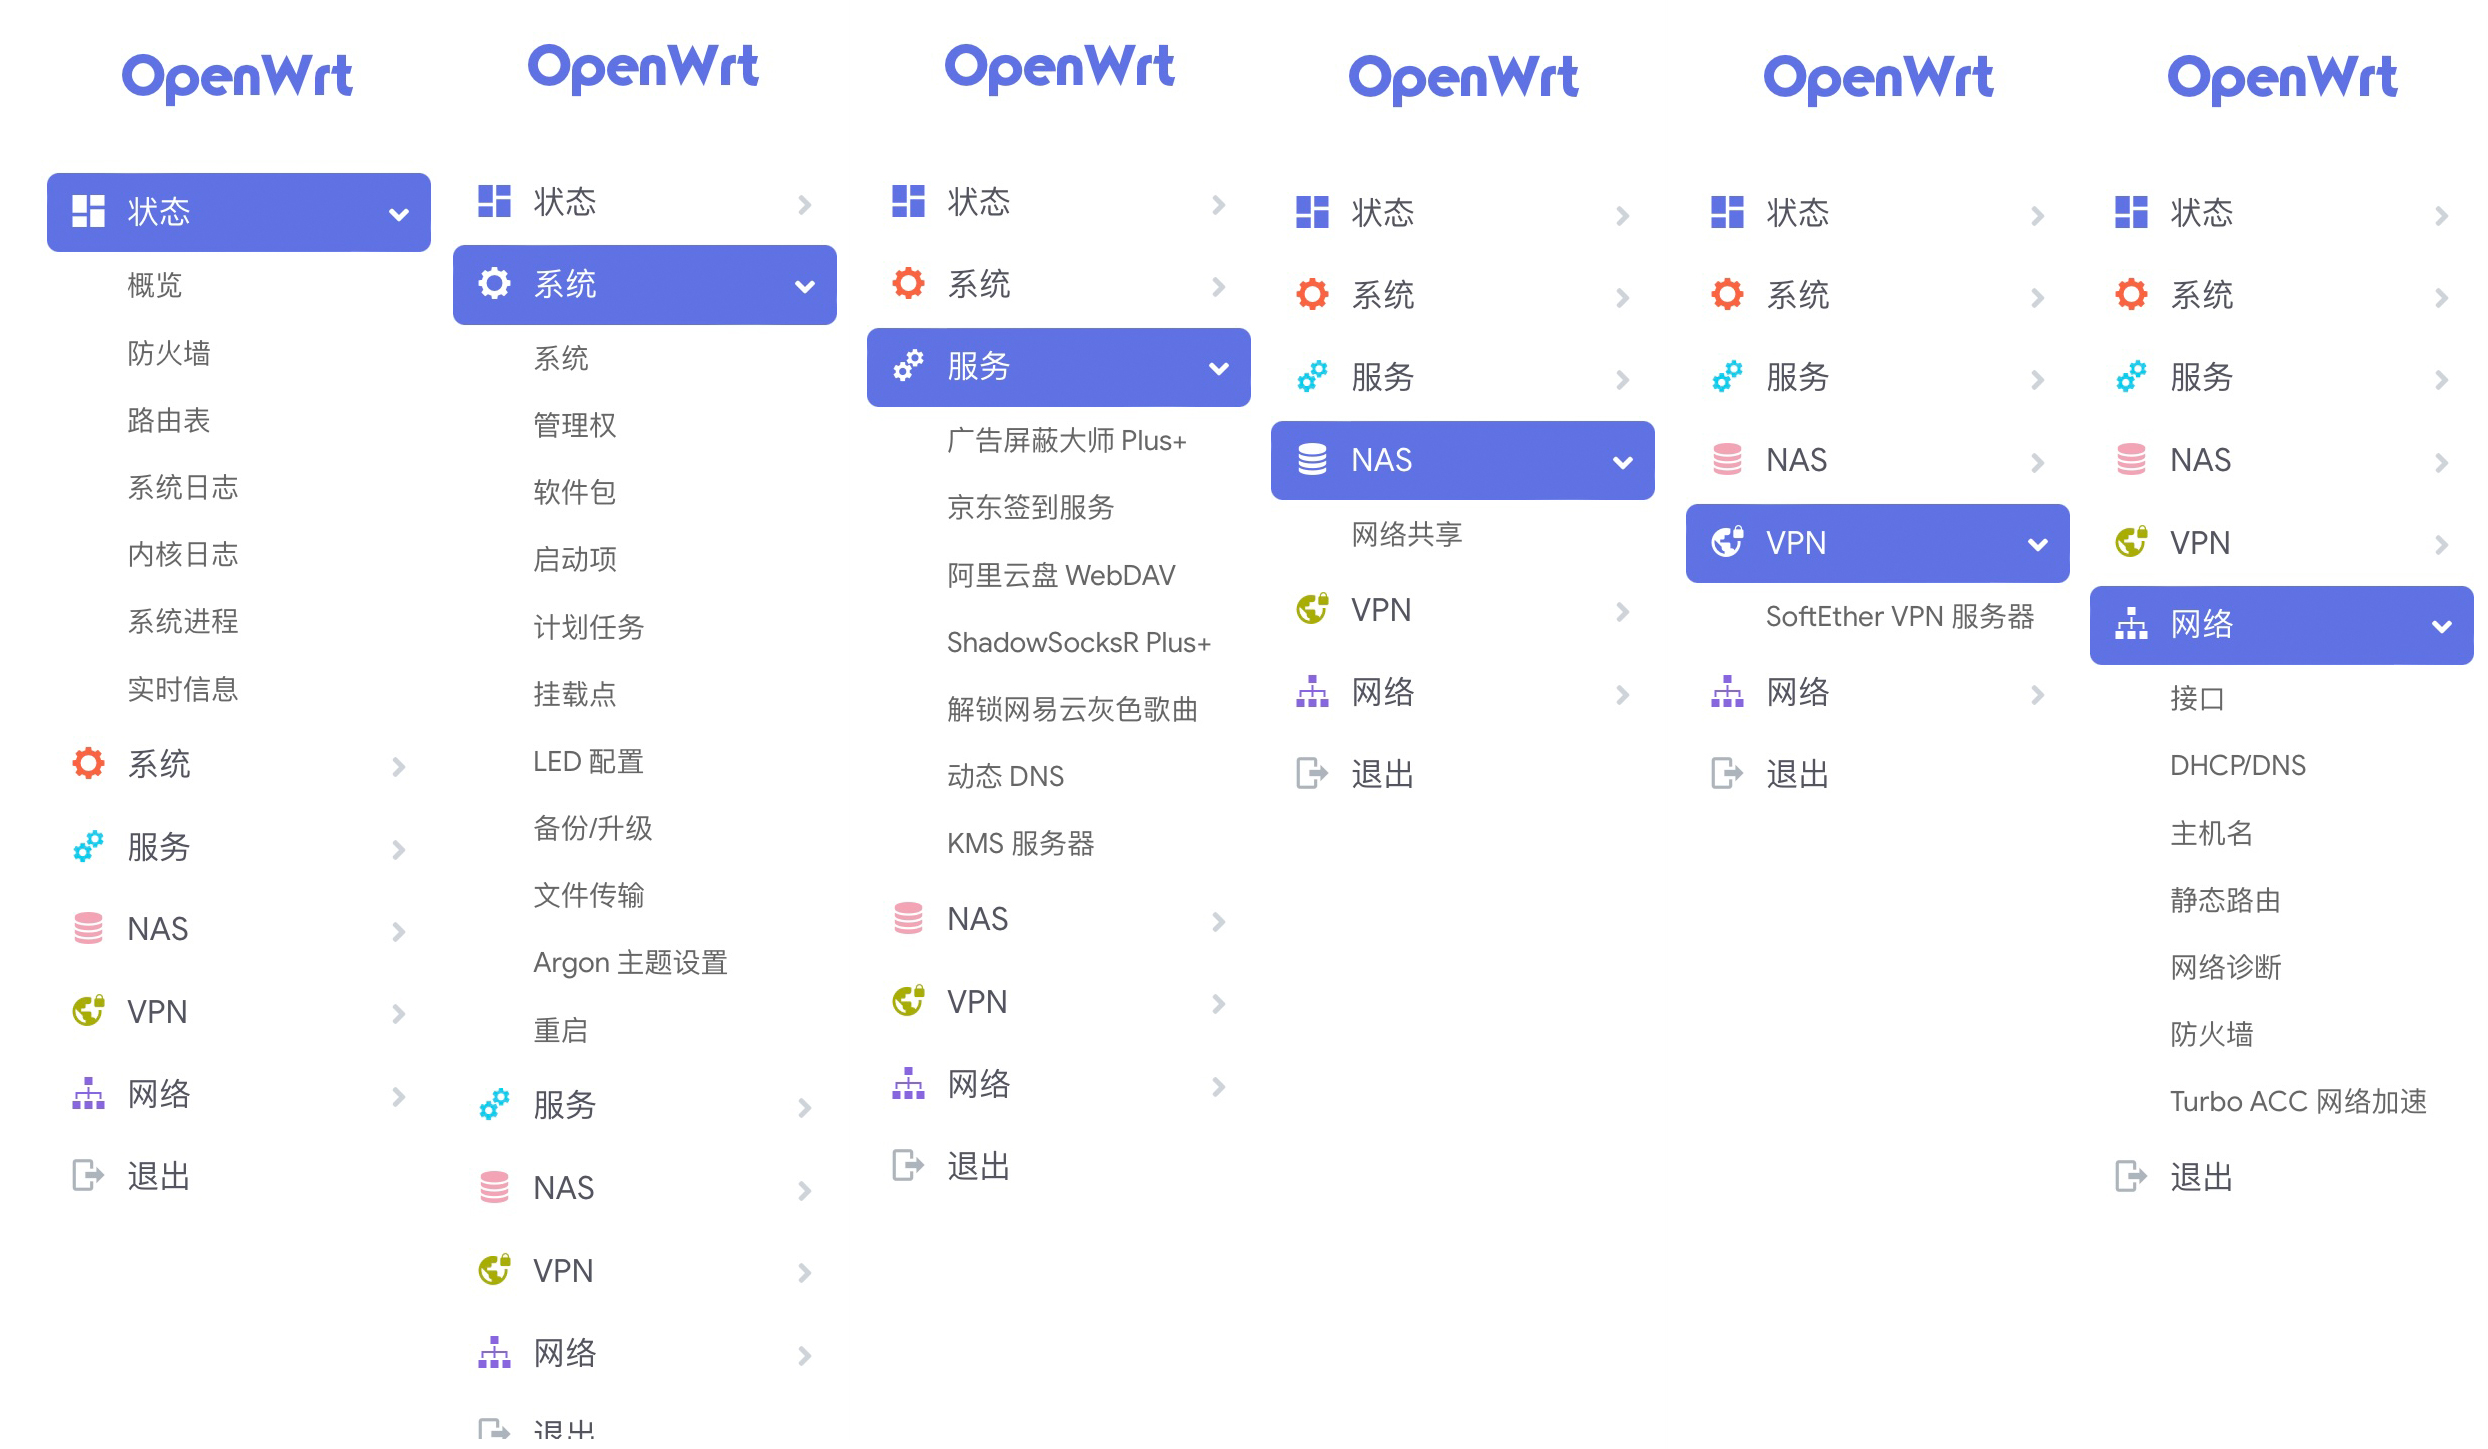 OpenWrt
状态
概览
防火墙
路由表
系统日志
内核日志
系统进程
实时信息
系统
服务
NAS
VPN
网络
退出
OpenWrt
状态
系统
系统
管理权
软件包
启动项
计划任务
挂载点
LED 配置
备份/升级
文件传输
Argon 主题设置
重启
服务
NAS
VPN
网络
退出
OpenWrt
状态
系统
服务
广告屏蔽大师 Plus+
京东签到服务
阿里云盘 WebDAV
ShadowSocksR Plus+
解锁网易云灰色歌曲
动态 DNS
KMS 服务器
NAS
VPN
网络
退出
OpenWrt
状态
系统
服务
NAS
网络共享
VPN
网络
退出
OpenWrt
状态
系统
服务
NAS
VPN
SoftEther VPN 服务器
网络
退出
OpenWrt
状态
系统
服务
NAS
VPN
网络
接口
DHCP/DNS
主机名
静态路由
网络诊断
防火墙
Turbo ACC 网络加速
退出